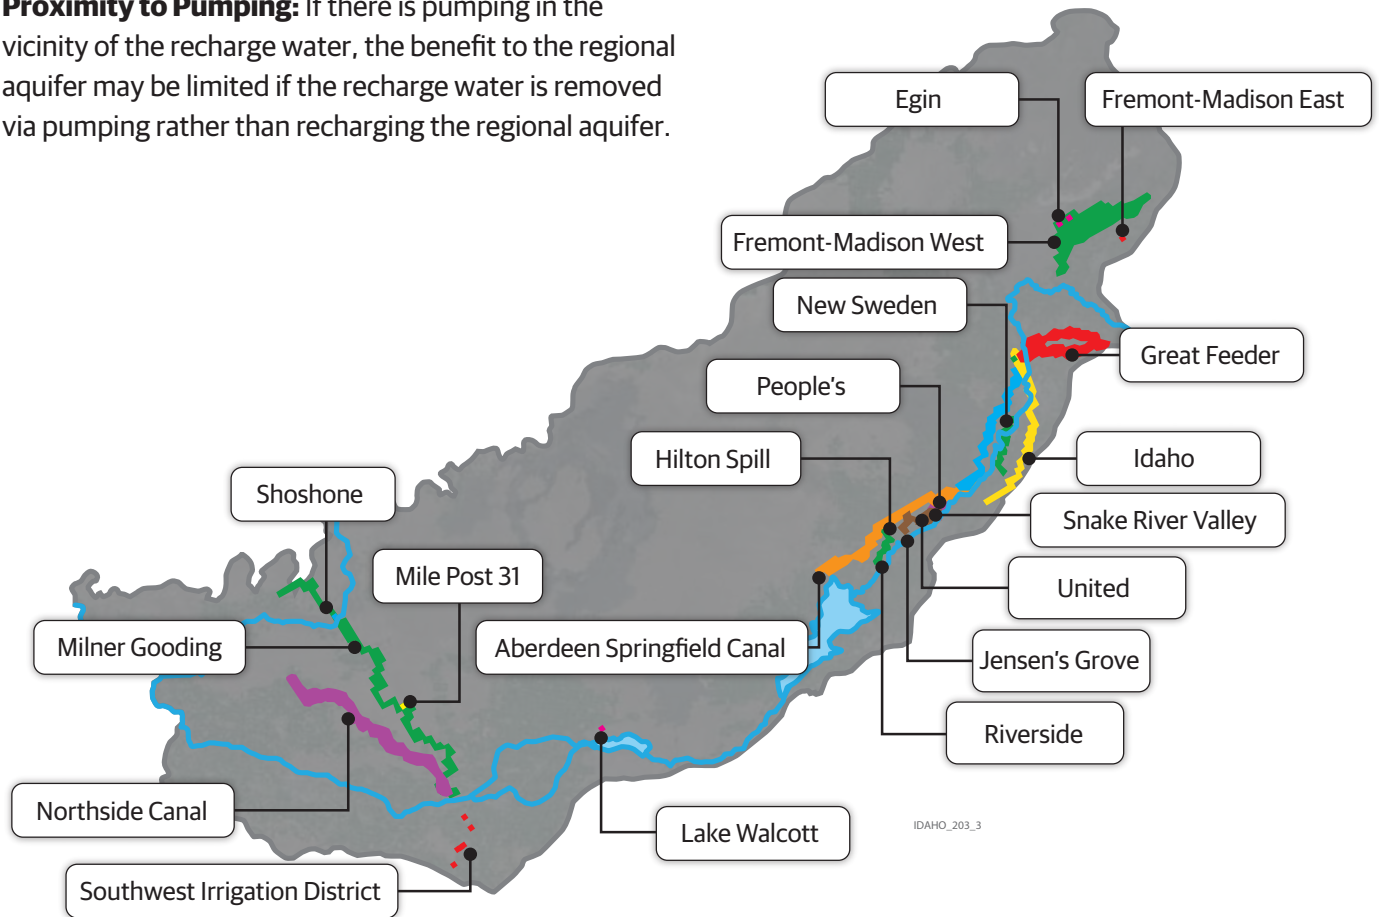 Proximity to Pumping: If there is pumping in the
vicinity of the recharge water, the benefit to the regional
aquifer may be limited if the recharge water is removed
via pumping rather than recharging the regional aquifer.
Egin
Fremont-Madison East
Fremont-Madison West
New Sweden
Great Feeder
People's
Hilton Spill
Idaho
Shoshone
Snake River Valley
Mile Post 31
United
Milner Gooding
Aberdeen Springfield Canal
Jensen's Grove
Riverside
Northside Canal
Lake Walcott
IDAHO_203_3
Southwest Irrigation District